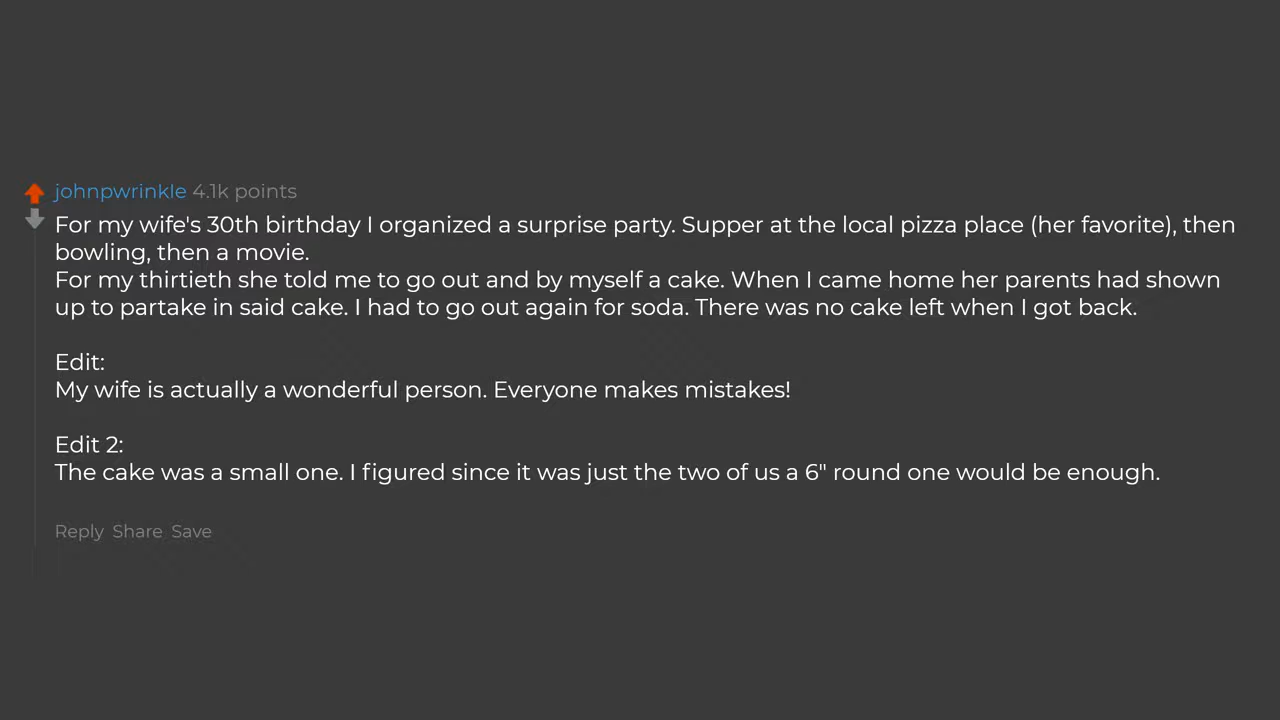 johnpwrinkle 4.1k points
For my wife's 30th birthday I organized a surprise party. Supper at the local pizza place (her favorite), then
bowling, then a movie.
For my thirtieth she told me to go out and by myself a cake. When I came home her parents had shown
up to partake in said cake. I had to go out again for soda. There was no cake left when I got back.
Edit:
My wife is actually a wonderful person. Everyone makes mistakes!
Edit 2:
The cake was a small one. I figured since it was just the two of us a 6" round one would be enough.
Reply Share Save